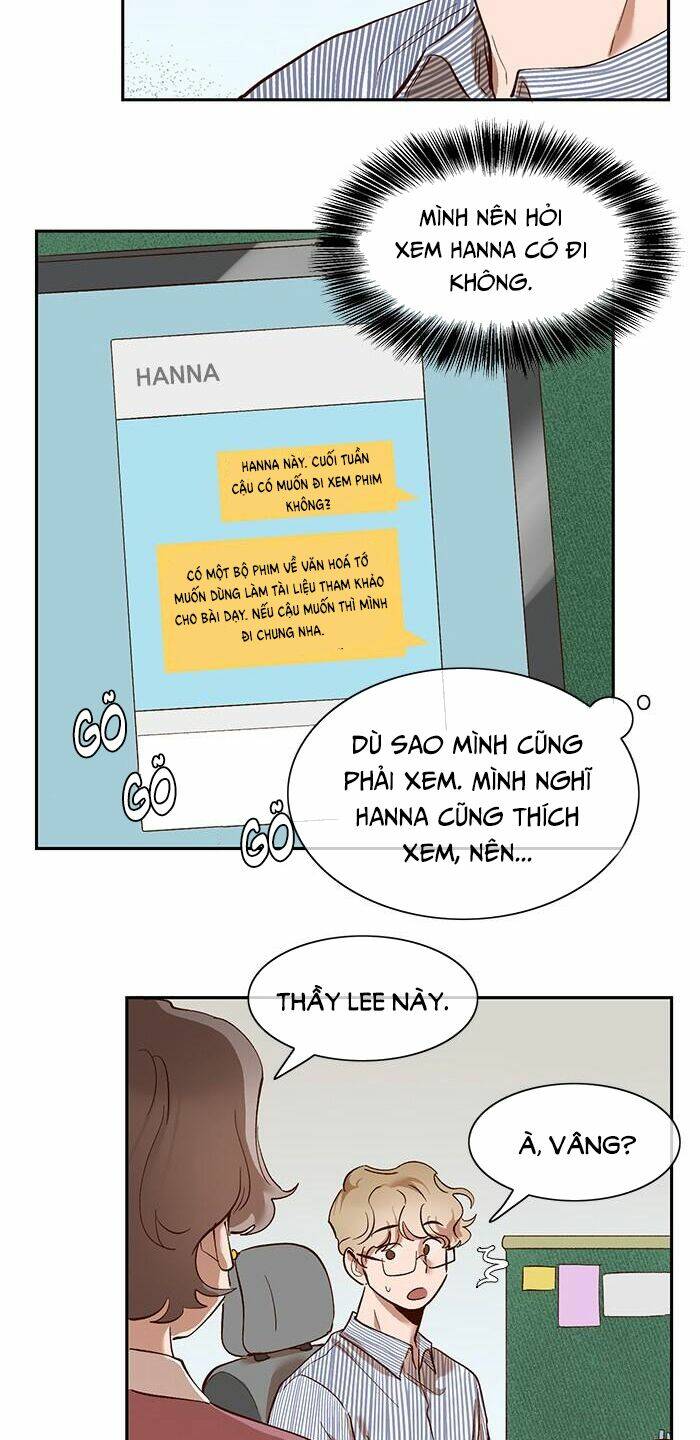 MÌNH NÊN HỎI
XEM HANNA CÓ ĐI
KHÔNG.
HANNA
HANNA NÀY. CUỐI TUẦN
CẬU CÓ MUỐN ĐI XEM PHIM
KHÔNG?
CÓ MỘT BỘ PHIM VỀ VĂN HOÁ TỚ
MUỐN DÙNG LÀM TÀI LIỆU THAM KHẢO
CHO BÀI DẠY. NẾU CẬU MUỐN THÌ MÌNH
ĐI CHUNG NHA.
GÕ
GÕ
GÕ
DÙ SAO MÌNH CŨNG
PHẢI XEM. MÌNH NGHĨ
HANNA CŨNG THÍCH
XEM, NÊN...
THẦY LEE NÀY.
À, VÂNG?